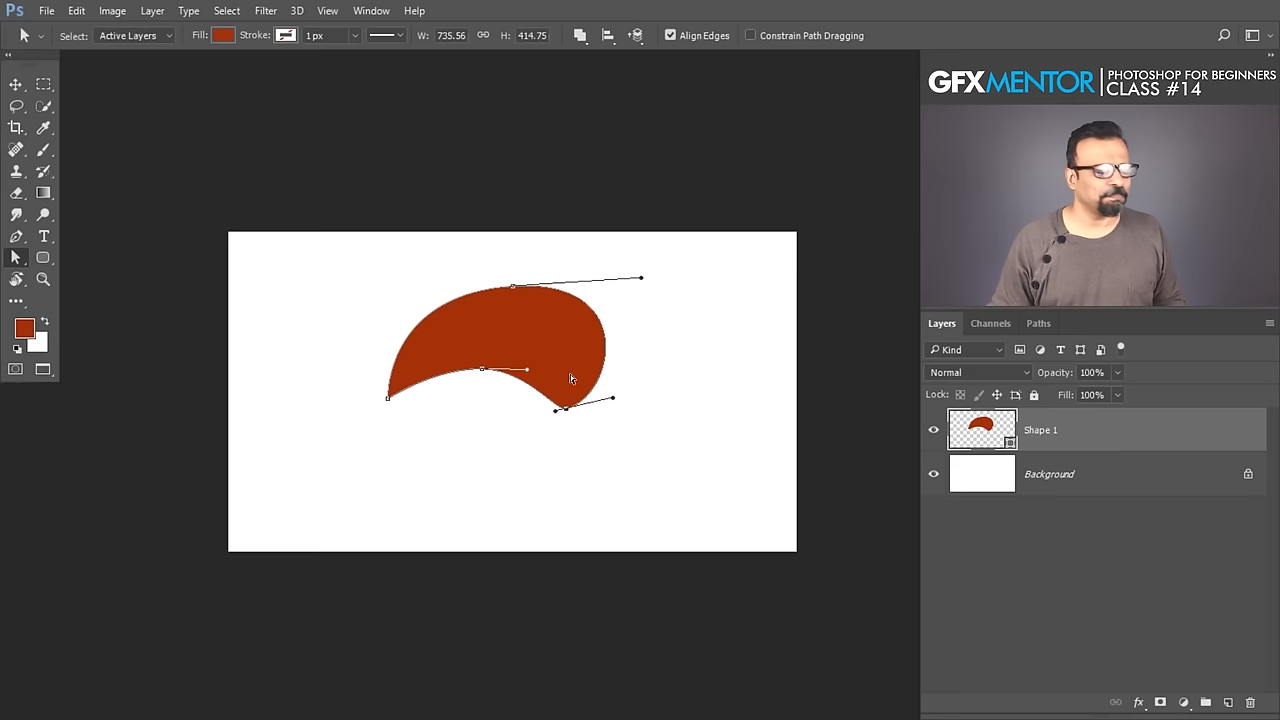 Ps File Edit Image Layer Type Select Filter 3D View Window Help
Select: Active Layers Fill: Stroke: 1 px W: 735.56 H: 414.75 Align Edges Constrain Path Dragging
GFXMENTOR PHOTOSHOP FOR BEGINNERS
CLASS #14
T
Layers Channels Paths
Kind T
Normal Opacity: 100%
Lock: Fill: 100%
Shape 1
Background
fx